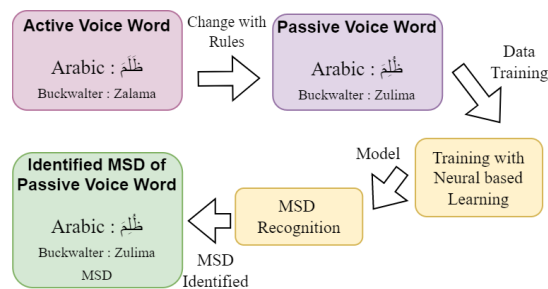 Active Voice Word
Arabic : ظَلَمَ
Buckwalter : Zalama
Change with
Rules
Passive Voice Word
Arabic : ظُلِمَ
Buckwalter : Zulima
Data
Training
Training with
Neural based
Learning
Model
MSD
Recognition
MSD
Identified
Identified MSD of
Passive Voice Word
Arabic : ظُلِمَ
Buckwalter : Zulima
MSD